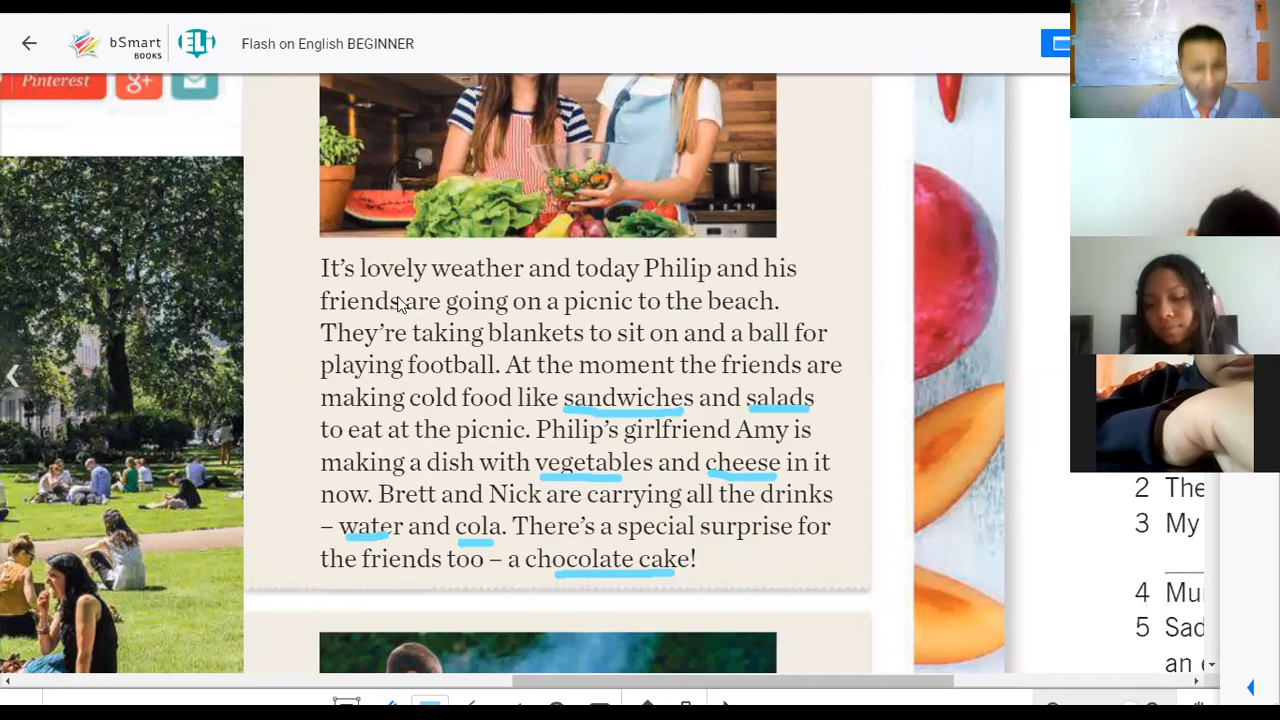 bSmart
BOOKS
ELi
Flash on English BEGINNER
Pinterest
g+
It's lovely weather and today Philip and his
friends are going on a picnic to the beach.
They're taking blankets to sit on and a ball for
playing football. At the moment the friends are
making cold food like sandwiches and salads
to eat at the picnic. Philip's girlfriend Amy is
making a dish with vegetables and cheese in it
now. Brett and Nick are carrying all the drinks
– water and cola. There's a special surprise for
the friends too – a chocolate cake!
2 The
3 My
4 Mu
5 Sad
an